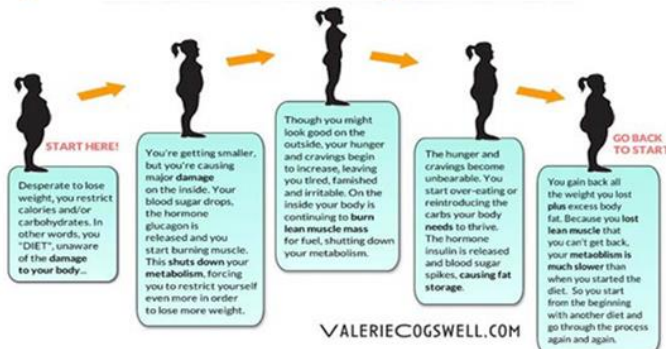 START HERE!
Desperate to lose
weight, you restrict
calories and/or
carbohydrates. In
other words, you
"DIET", unaware
of the damage
to your body...
You're getting smaller,
but you're causing
major damage
on the inside. Your
blood sugar drops,
the hormone
glucagon is
released and you
start burning muscle.
This shuts down your
metabolism, forcing
you to restrict yourself
even more in order
to lose more weight.
Though you might
look good on the
outside, your hunger
and cravings begin
to increase, leaving
you tired, famished
and irritable. On the
inside your body is
continuing to burn
lean muscle mass
for fuel, shutting down
your metabolism.
The hunger and
cravings become
unbearable. You
start over-eating or
reintroducing the
carbs your body
needs to thrive.
The hormone
insulin is released
and blood sugar
spikes, causing fat
storage.
GO BACK
TO START
You gain back all
the weight you lost
plus excess body
fat. Because you lost
lean muscle that
you can't get back,
your metaoblism is
much slower than
when you started the
diet. So you start
from the beginning
with another diet and
go through the process
again and again.
VALERIECOGSWELL.COM